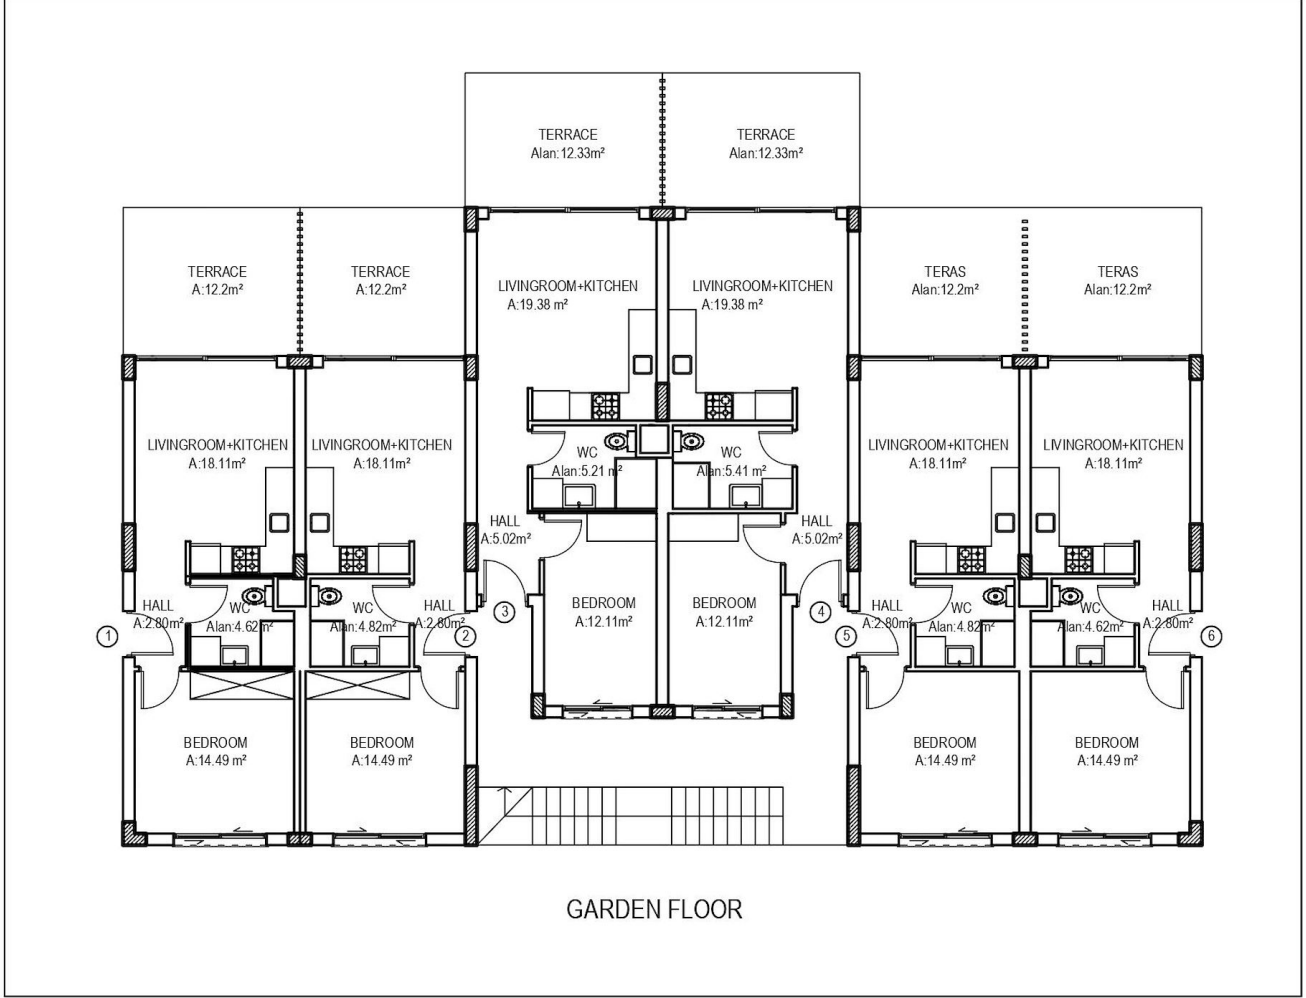 TERRACE
Alan:12.33m²
TERRACE
Alan:12.33m²
TERRACE
A:12.2m²
TERRACE
A:12.2m²
TERAS
Alan:12.2m²
TERAS
Alan:12.2m²
LIVINGROOM+KITCHEN
A:19.38 m²
LIVINGROOM+KITCHEN
A:19.38 m²
LIVINGROOM+KITCHEN
A:18.11m²
LIVINGROOM+KITCHEN
A:18.11m²
WC
Alan:5.21 m²
WC
Alan:5.41 m²
LIVINGROOM+KITCHEN
A:18.11m²
LIVINGROOM+KITCHEN
A:18.11m²
HALL
A:5.02m²
HALL
A:5.02m²
1
HALL
A:2.80m²
WC
Alan:4.62m²
WC
Alan:4.82m²
HALL
A:2.80m²
2
3
BEDROOM
A:12.11m²
BEDROOM
A:12.11m²
4
5
HALL
A:2.80m²
WC
Alan:4.82m²
WC
Alan:4.62m²
HALL
A:2.80m²
6
BEDROOM
A:14.49 m²
BEDROOM
A:14.49 m²
BEDROOM
A:14.49 m²
BEDROOM
A:14.49 m²
GARDEN FLOOR